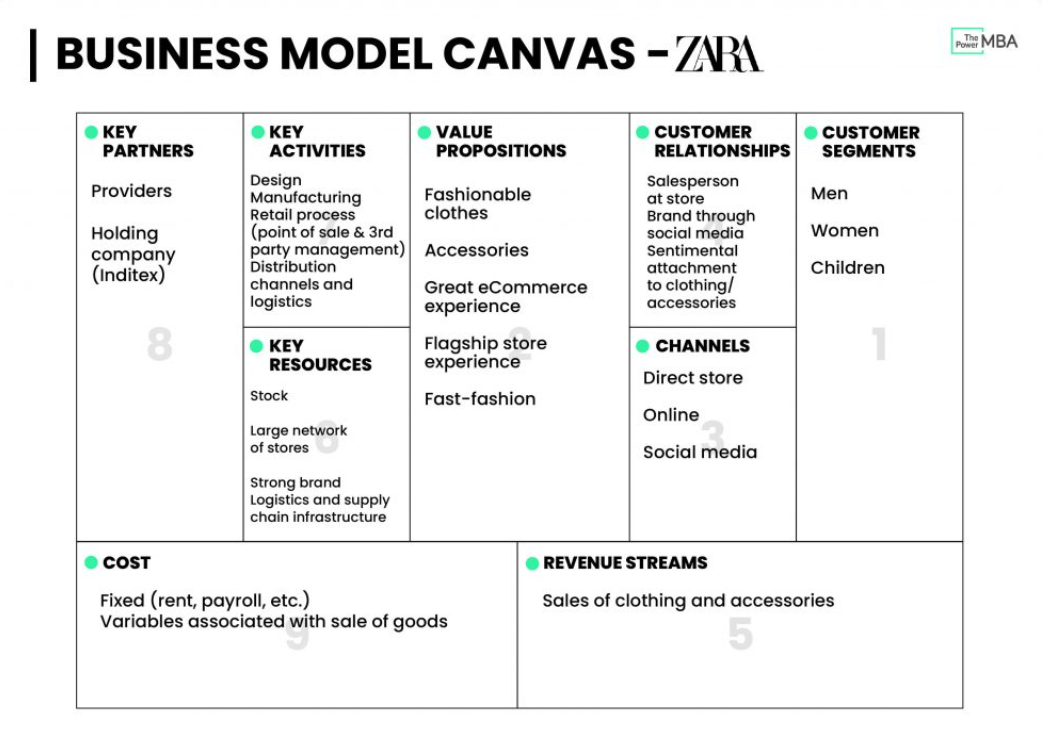 BUSINESS MODEL CANVAS - ZARA
The Power MBA
KEY
PARTNERS
Providers
Holding
company
(Inditex)
8
KEY
ACTIVITIES
Design
Manufacturing
Retail process
(point of sale & 3rd
party management)
Distribution
channels and
logistics
7
KEY
RESOURCES
Stock
Large network
of stores
Strong brand
Logistics and supply
chain infrastructure
6
VALUE
PROPOSITIONS
Fashionable
clothes
Accessories
Great eCommerce
experience
Flagship store
experience
Fast-fashion
2
CUSTOMER
RELATIONSHIPS
Salesperson
at store
Brand through
social media
Sentimental
attachment
to clothing/
accessories
4
CHANNELS
Direct store
Online
Social media
3
CUSTOMER
SEGMENTS
Men
Women
Children
1
COST
Fixed (rent, payroll, etc.)
Variables associated with sale of goods
9
REVENUE STREAMS
Sales of clothing and accessories
5